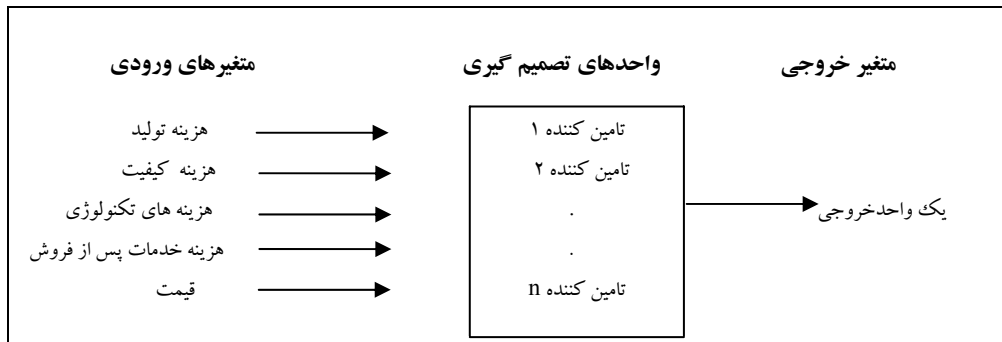 متغیرهای ورودی
هزینه تولید
هزینه کیفیت
هزینه های تکنولوژی
هزینه خدمات پس از فروش
قیمت
واحدهای تصمیم گیری
تامین کننده ۱
تامین کننده ۲
.
.
تامین کننده n
متغیر خروجی
یک واحدخروجی